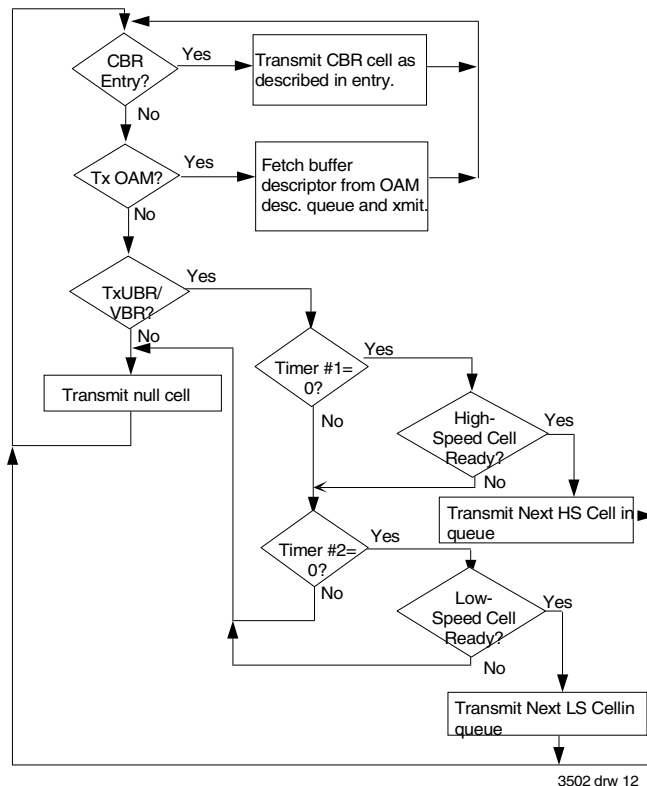 CBR
Entry?
Yes
Transmit CBR cell as
described in entry.
No
Tx OAM?
Yes
Fetch buffer
descriptor from OAM
desc. queue and xmit.
No
TxUBR/
VBR?
Yes
No
Transmit null cell
Timer #1=
0?
Yes
No
High-
Speed Cell
Ready?
Yes
No
Transmit Next HS Cell in
queue
Timer #2=
0?
Yes
No
Low-
Speed Cell
Ready?
Yes
No
Transmit Next LS Cellin
queue
3502 drw 12